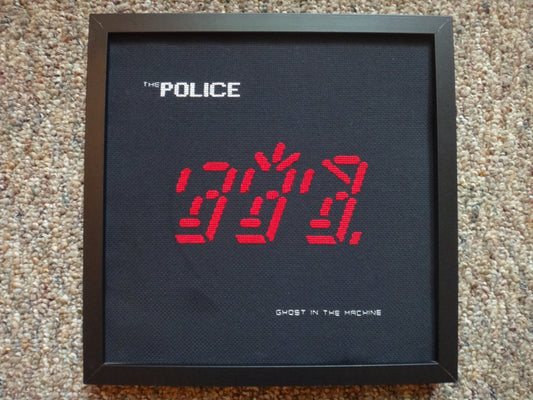 THE POLICE
GHOST IN THE MACHINE